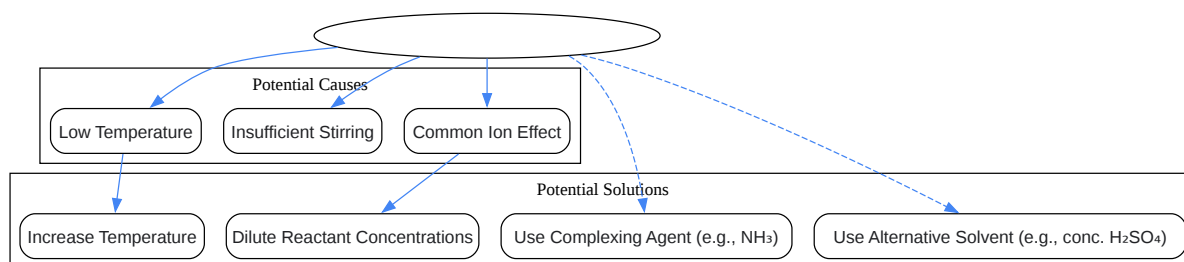 Potential Causes
Low Temperature
Insufficient Stirring
Common Ion Effect
Potential Solutions
Increase Temperature
Dilute Reactant Concentrations
Use Complexing Agent (e.g., NH₃)
Use Alternative Solvent (e.g., conc. H₂SO₄)